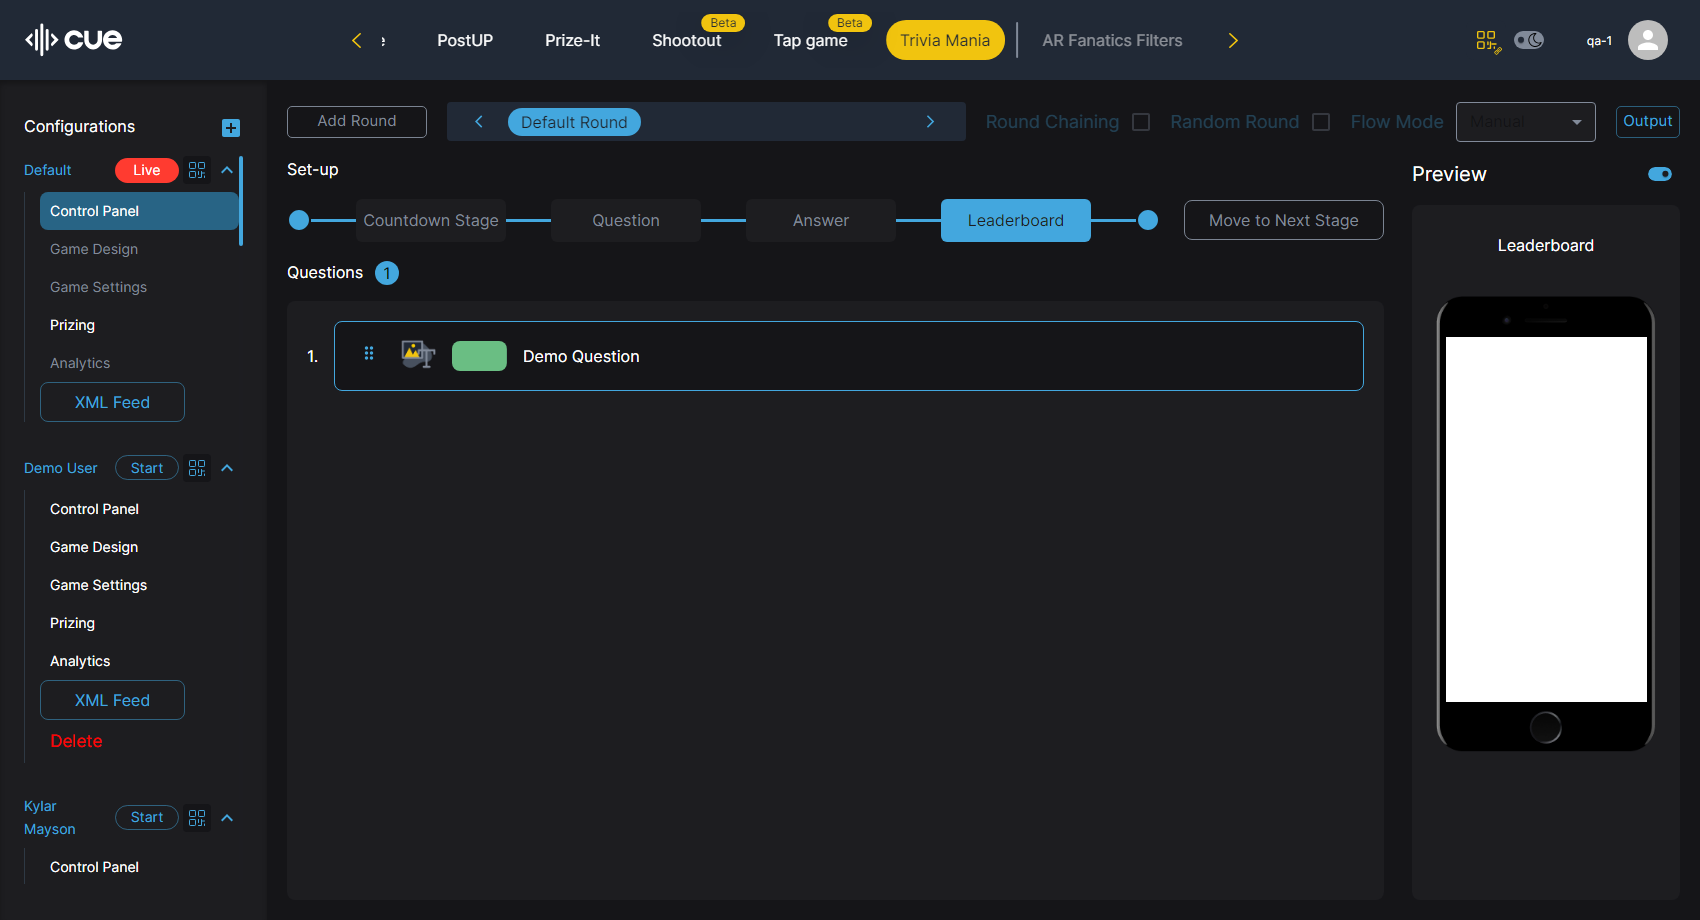 cue
PostUP
Prize-It
Beta
Shootout
Beta
Tap game
Trivia Mania
AR Fanatics Filters
qa-1
Configurations
Default
Live
Control Panel
Game Design
Game Settings
Prizing
Analytics
XML Feed
Demo User
Start
Control Panel
Game Design
Game Settings
Prizing
Analytics
XML Feed
Delete
Kylar
Mayson
Start
Control Panel
Add Round
Default Round
Round Chaining
Random Round
Flow Mode
Manual
Output
Set-up
Countdown Stage
Question
Answer
Leaderboard
Move to Next Stage
Questions 1
1. Demo Question
Preview
Leaderboard